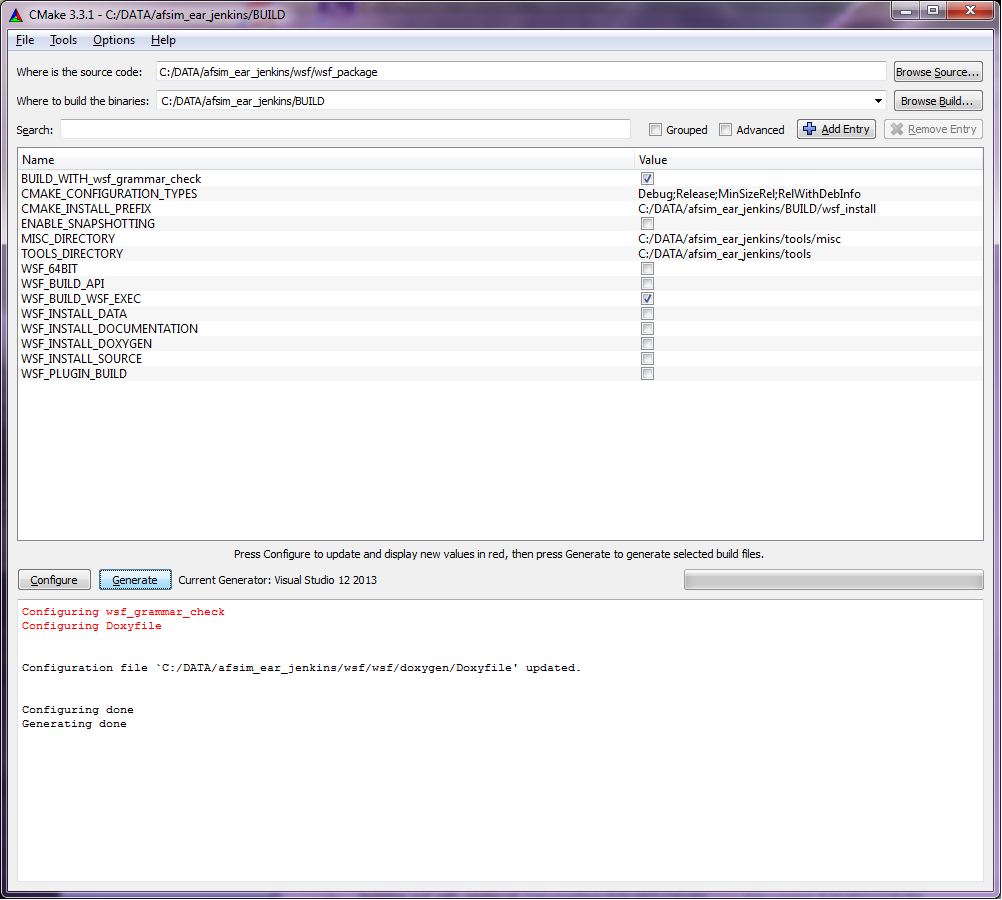 CMake 3.3.1 - C:/DATA/afsim_ear_jenkins/BUILD
File Tools Options Help
Where is the source code: C:/DATA/afsim_ear_jenkins/wsf/wsf_package Browse Source...
Where to build the binaries: C:/DATA/afsim_ear_jenkins/BUILD Browse Build...
Search: Grouped Advanced Add Entry Remove Entry
Name Value
BUILD_WITH_wsf_grammar_check
CMAKE_CONFIGURATION_TYPES Debug;Release;MinSizeRel;RelWithDebInfo
CMAKE_INSTALL_PREFIX C:/DATA/afsim_ear_jenkins/BUILD/wsf_install
ENABLE_SNAPSHOTTING
MISC_DIRECTORY C:/DATA/afsim_ear_jenkins/tools/misc
TOOLS_DIRECTORY C:/DATA/afsim_ear_jenkins/tools
WSF_64BIT
WSF_BUILD_API
WSF_BUILD_WSF_EXEC
WSF_INSTALL_DATA
WSF_INSTALL_DOCUMENTATION
WSF_INSTALL_DOXYGEN
WSF_INSTALL_SOURCE
WSF_PLUGIN_BUILD
Press Configure to update and display new values in red, then press Generate to generate selected build files.
Configure Generate Current Generator: Visual Studio 12 2013
Configuring wsf_grammar_check
Configuring Doxyfile
Configuration file `C:/DATA/afsim_ear_jenkins/wsf/wsf/doxygen/Doxyfile' updated.
Configuring done
Generating done